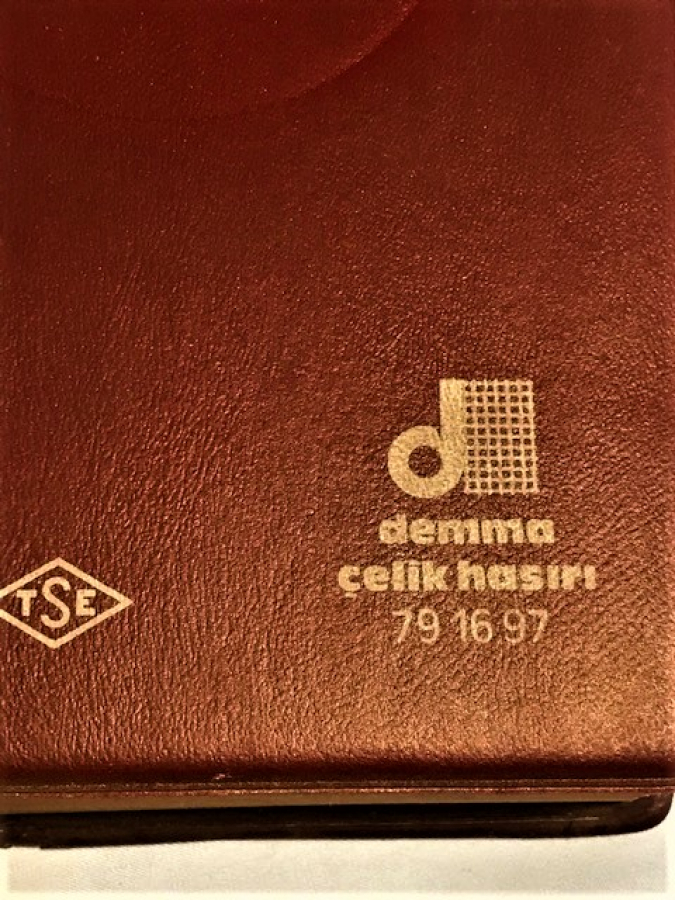 demma
çelik hasırı
TSE
79 16 97